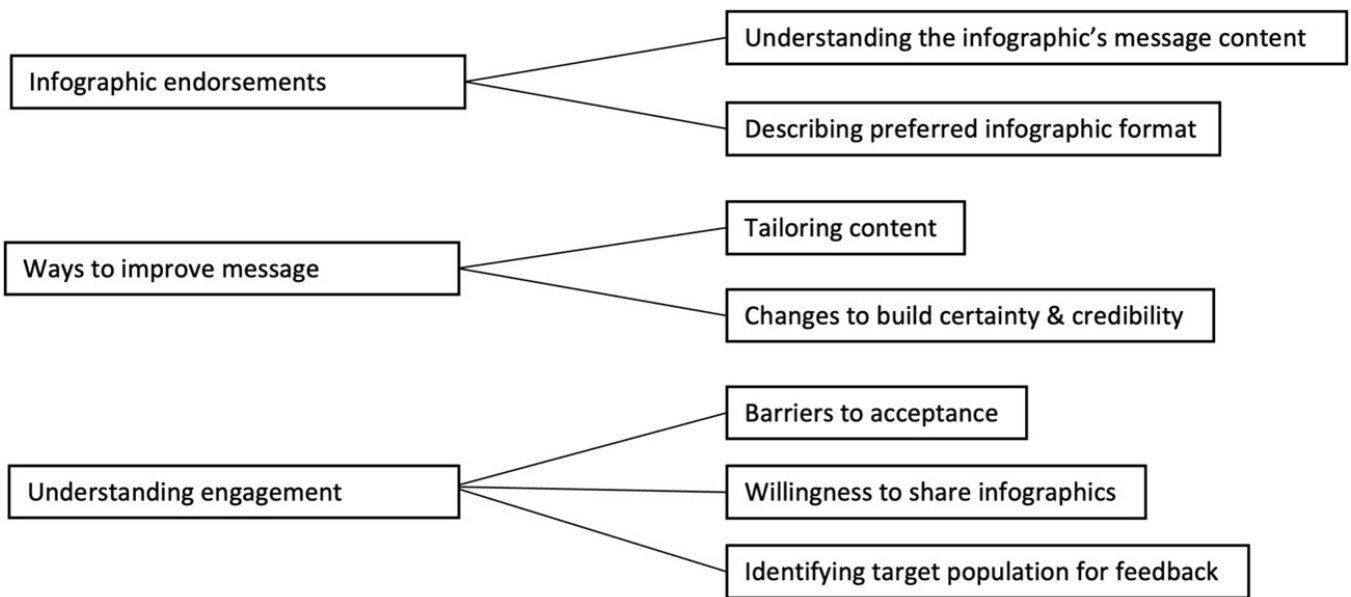 Infographic endorsements
Understanding the infographic’s message content
Describing preferred infographic format
Ways to improve message
Tailoring content
Changes to build certainty & credibility
Understanding engagement
Barriers to acceptance
Willingness to share infographics
Identifying target population for feedback